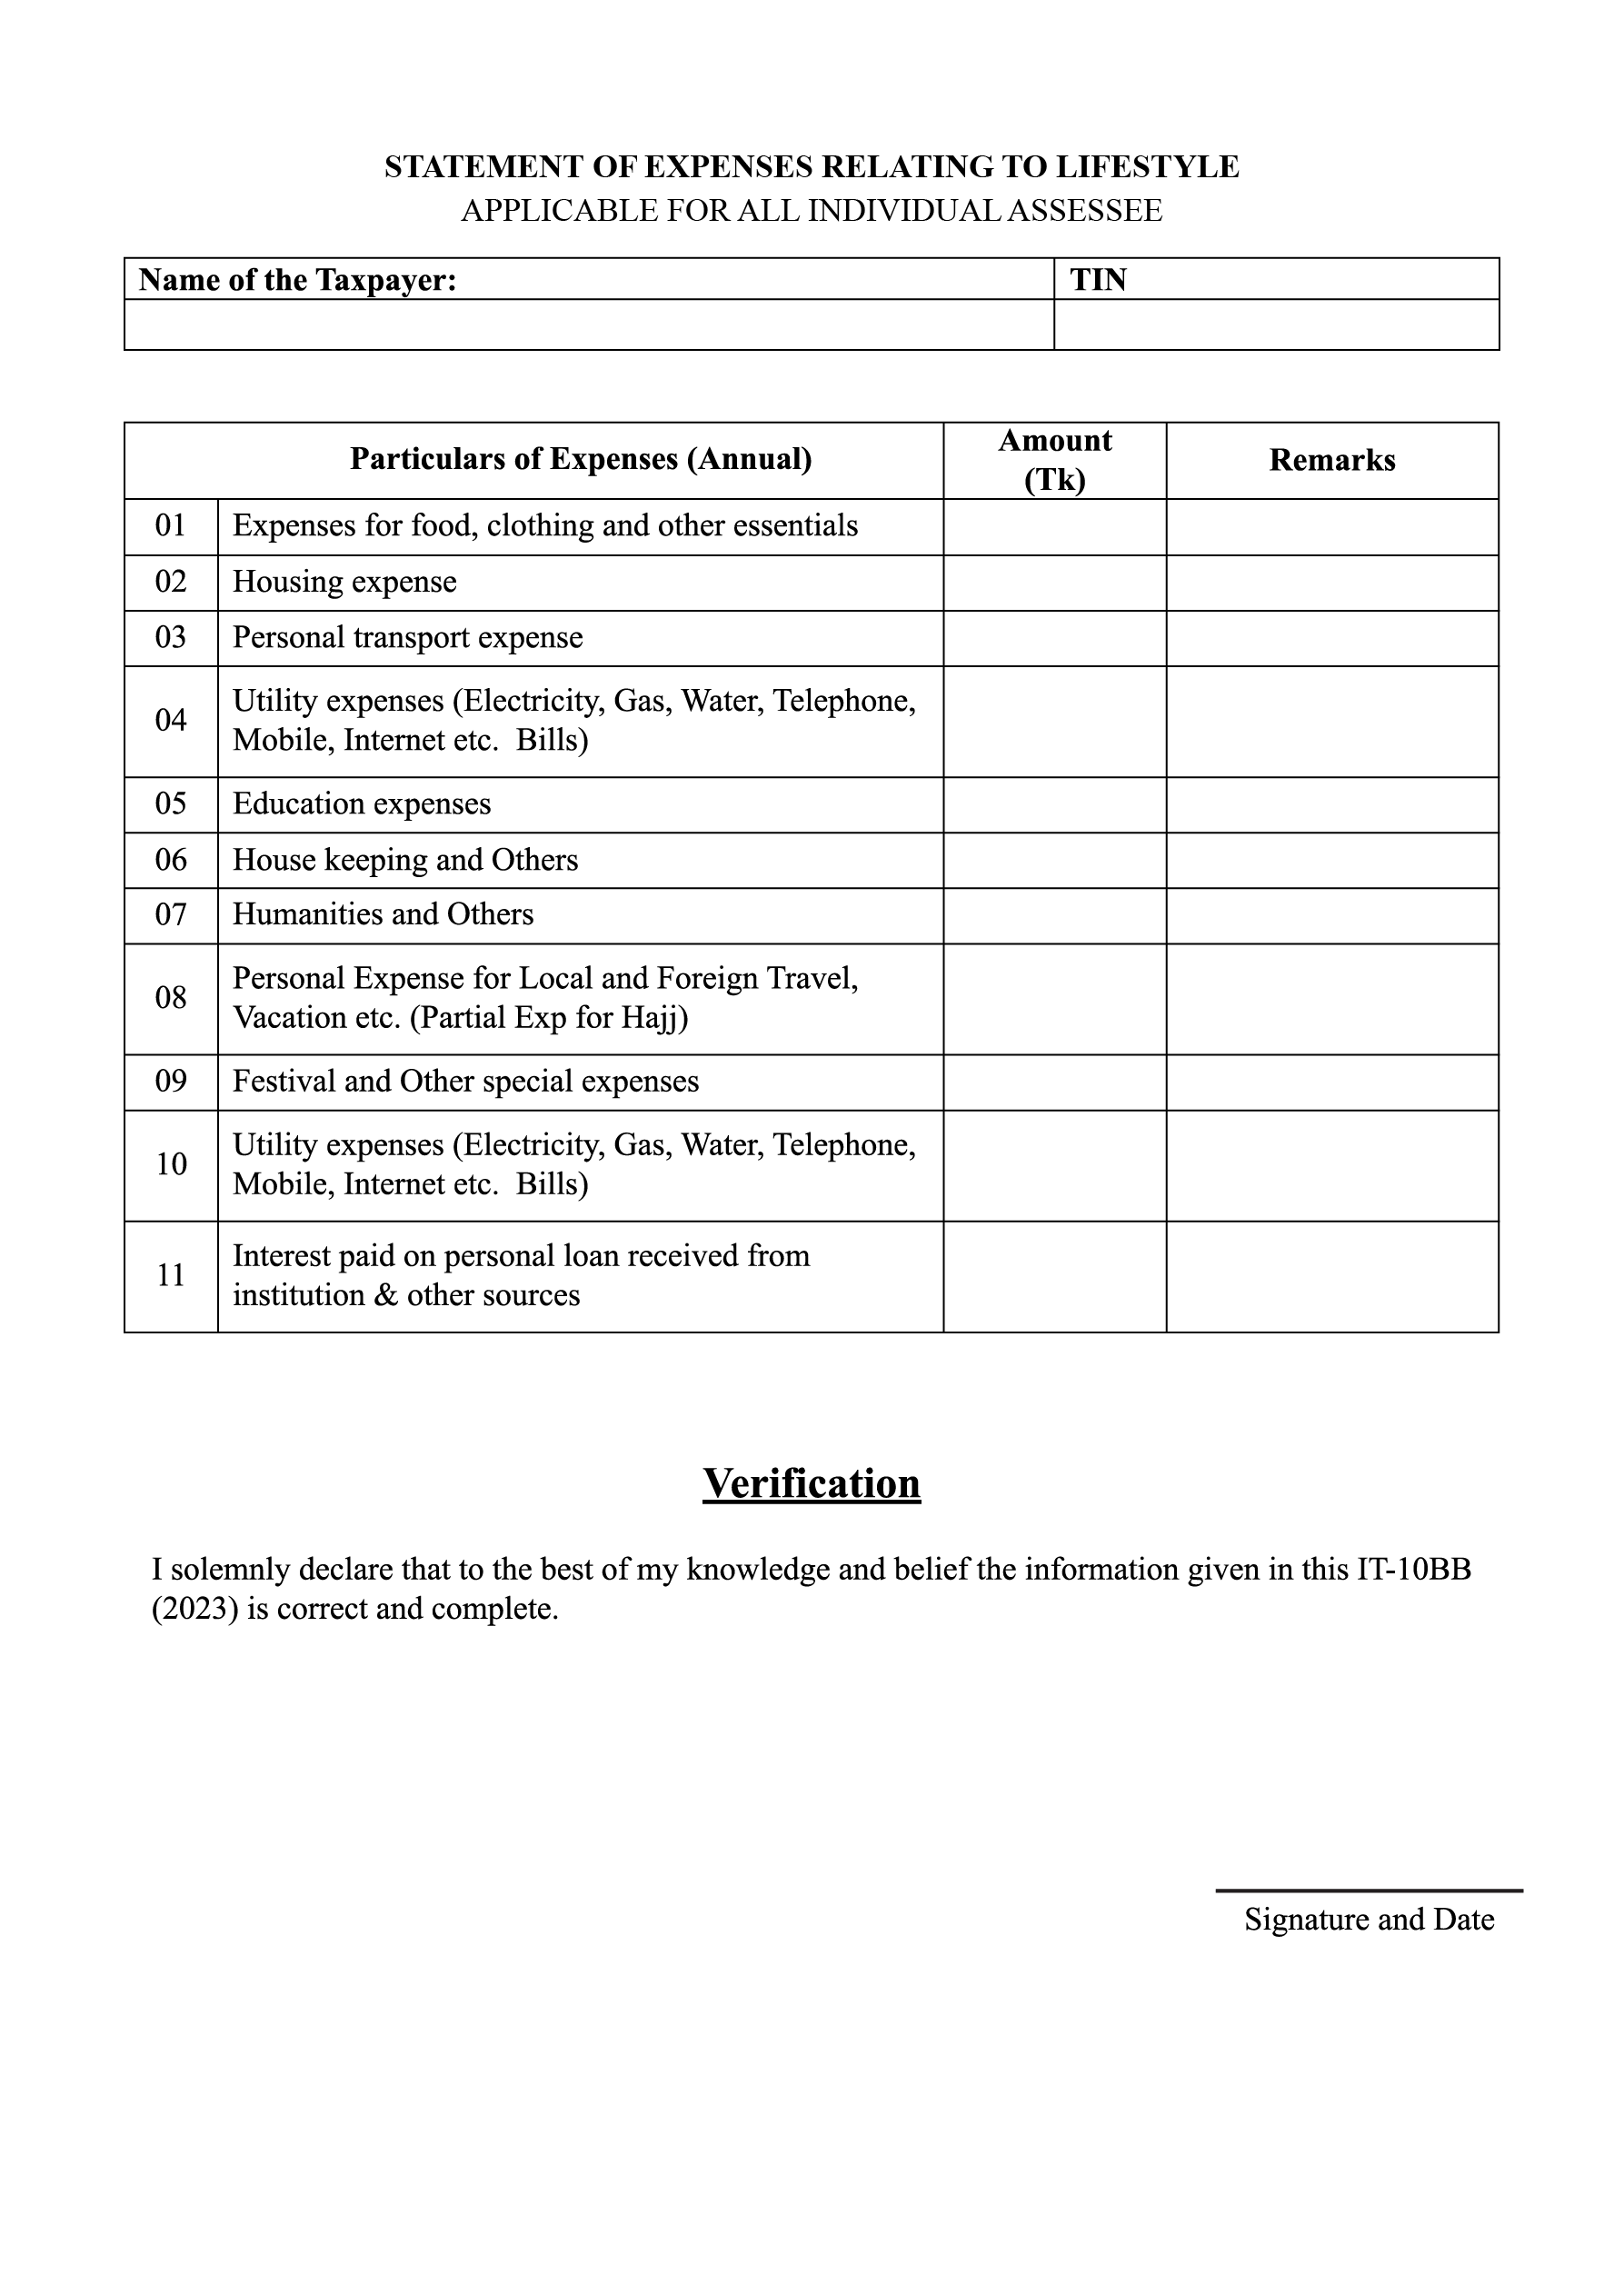 STATEMENT OF EXPENSES RELATING TO LIFESTYLE
APPLICABLE FOR ALL INDIVIDUAL ASSESSEE
Name of the Taxpayer: TIN
Particulars of Expenses (Annual) Amount (Tk) Remarks
01 Expenses for food, clothing and other essentials
02 Housing expense
03 Personal transport expense
04 Utility expenses (Electricity, Gas, Water, Telephone,
Mobile, Internet etc.  Bills)
05 Education expenses
06 House keeping and Others
07 Humanities and Others
08 Personal Expense for Local and Foreign Travel,
Vacation etc. (Partial Exp for Hajj)
09 Festival and Other special expenses
10 Utility expenses (Electricity, Gas, Water, Telephone,
Mobile, Internet etc.  Bills)
11 Interest paid on personal loan received from
institution & other sources
Verification
I solemnly declare that to the best of my knowledge and belief the information given in this IT-10BB
(2023) is correct and complete.
Signature and Date